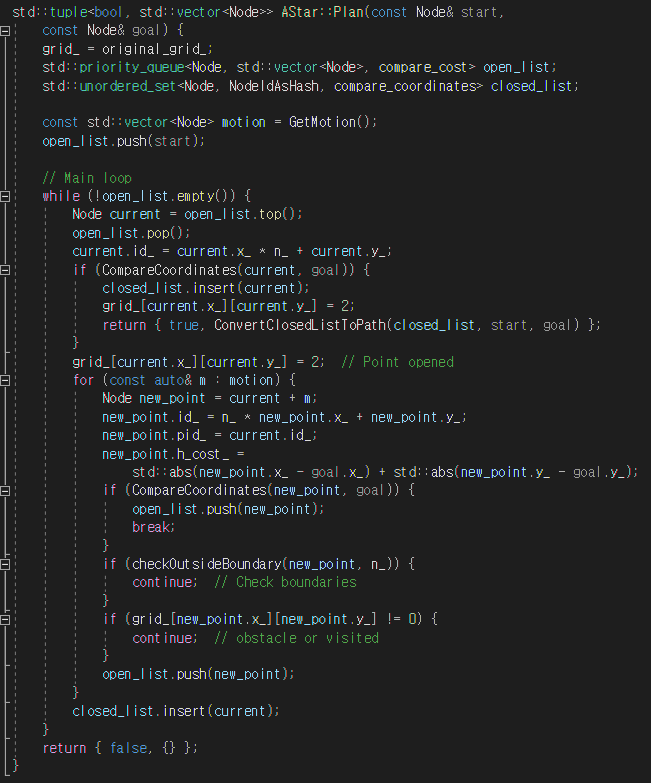 std::tuple<bool, std::vector<Node>> AStar::Plan(const Node& start,
    const Node& goal) {
    grid_ = original_grid_;
    std::priority_queue<Node, std::vector<Node>, compare_cost> open_list;
    std::unordered_set<Node, NodeIdAsHash, compare_coordinates> closed_list;

    const std::vector<Node> motion = GetMotion();
    open_list.push(start);

    // Main loop
    while (!open_list.empty()) {
        Node current = open_list.top();
        open_list.pop();
        current.id_ = current.x_ * n_ + current.y_;
        if (CompareCoordinates(current, goal)) {
            closed_list.insert(current);
            grid_[current.x_][current.y_] = 2;
            return { true, ConvertClosedListToPath(closed_list, start, goal) };
        }
        grid_[current.x_][current.y_] = 2;  // Point opened
        for (const auto& m : motion) {
            Node new_point = current + m;
            new_point.id_ = n_ * new_point.x_ + new_point.y_;
            new_point.pid_ = current.id_;
            new_point.h_cost_ =
                std::abs(new_point.x_ - goal.x_) + std::abs(new_point.y_ - goal.y_);
            if (CompareCoordinates(new_point, goal)) {
                open_list.push(new_point);
                break;
            }
            if (checkOutsideBoundary(new_point, n_)) {
                continue;  // Check boundaries
            }
            if (grid_[new_point.x_][new_point.y_] != 0) {
                continue;  // obstacle or visited
            }
            open_list.push(new_point);
        }
        closed_list.insert(current);
    }
    return { false, {} };
}